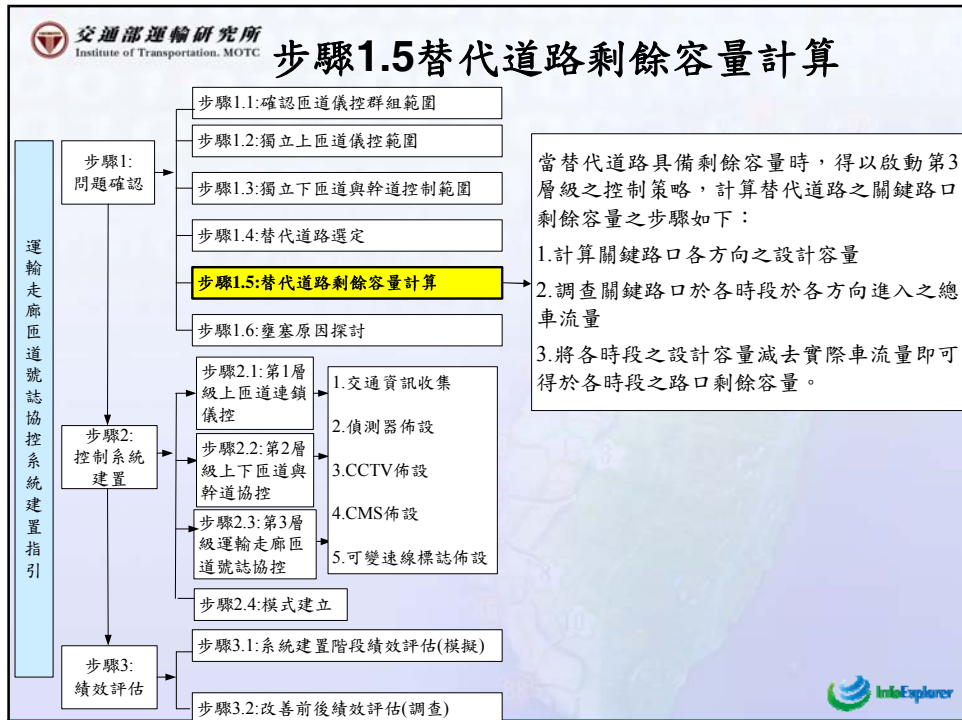 交通部運輸研究所
Institute of Transportation. MOTC
步驟1.5替代道路剩餘容量計算
運輸走廊匝道號誌協控系統建置指引
步驟1:
問題確認
步驟1.1:確認匝道儀控群組範圍
步驟1.2:獨立上匝道儀控範圍
步驟1.3:獨立下匝道與幹道控制範圍
步驟1.4:替代道路選定
步驟1.5:替代道路剩餘容量計算
步驟1.6:壅塞原因探討
當替代道路具備剩餘容量時，得以啟動第3
層級之控制策略，計算替代道路之關鍵路口
剩餘容量之步驟如下：
1.計算關鍵路口各方向之設計容量
2.調查關鍵路口於各時段於各方向進入之總
車流量
3.將各時段之設計容量減去實際車流量即可
得於各時段之路口剩餘容量。
步驟2:
控制系統
建置
步驟2.1:第1層
級上匝道連鎖
儀控
步驟2.2:第2層
級上下匝道與
幹道協控
步驟2.3:第3層
級運輸走廊匝
道號誌協控
步驟2.4:模式建立
1.交通資訊收集
2.偵測器佈設
3.CCTV佈設
4.CMS佈設
5.可變速線標誌佈設
步驟3:
績效評估
步驟3.1:系統建置階段績效評估(模擬)
步驟3.2:改善前後績效評估(調查)
InfoExplorer